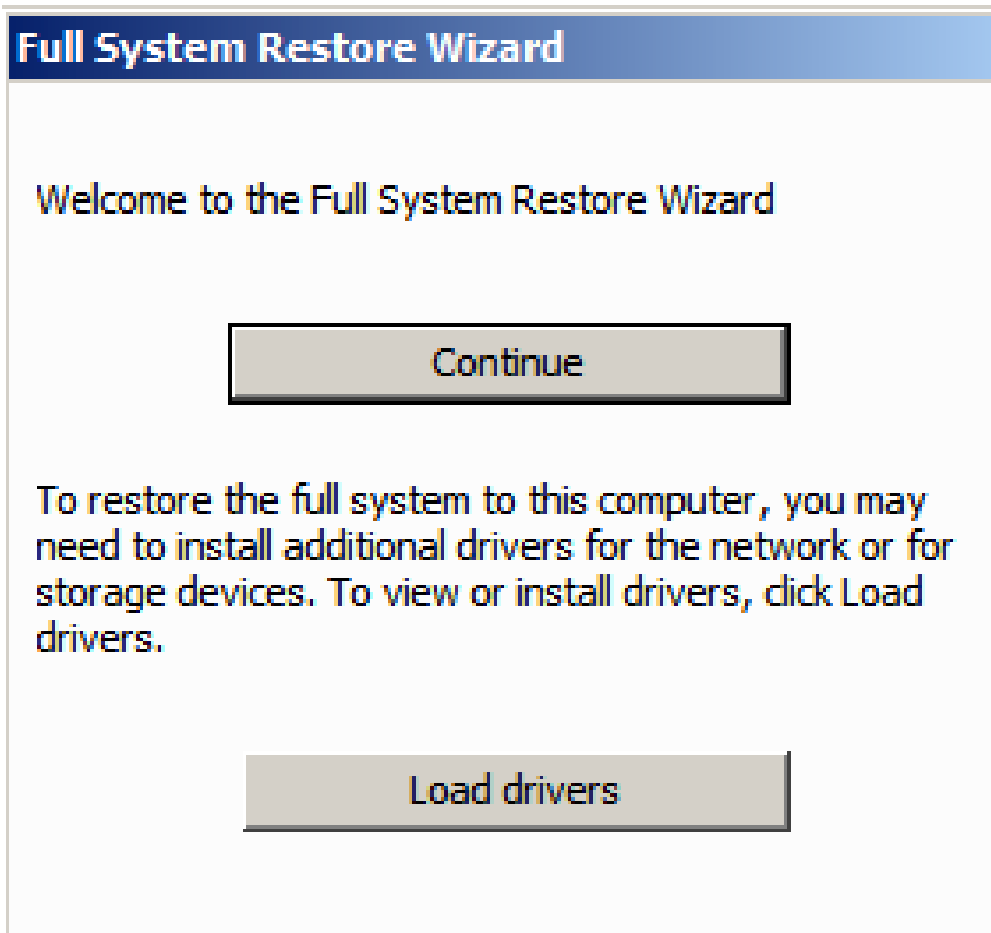 Full System Restore Wizard
Welcome to the Full System Restore Wizard
Continue
To restore the full system to this computer, you may
need to install additional drivers for the network or for
storage devices. To view or install drivers, click Load
drivers.
Load drivers